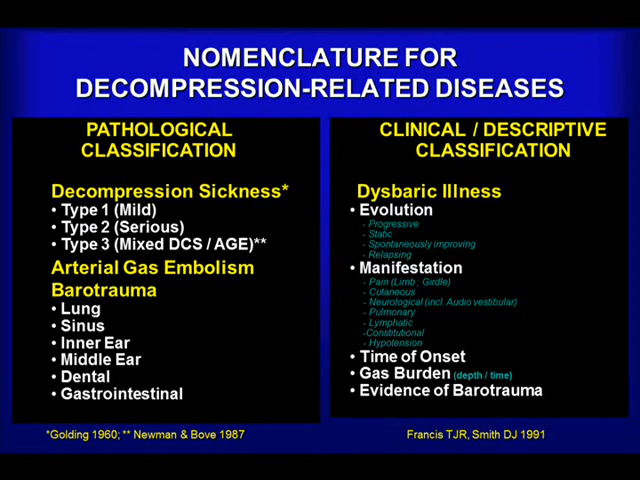 NOMENCLATURE FOR
DECOMPRESSION-RELATED DISEASES
PATHOLOGICAL
CLASSIFICATION
Decompression Sickness*
• Type 1 (Mild)
• Type 2 (Serious)
• Type 3 (Mixed DCS / AGE)**
Arterial Gas Embolism
Barotrauma
• Lung
• Sinus
• Inner Ear
• Middle Ear
• Dental
• Gastrointestinal
*Golding 1960; ** Newman & Bove 1987
CLINICAL / DESCRIPTIVE
CLASSIFICATION
Dysbaric Illness
• Evolution
- Progressive
- Static
- Spontaneously improving
- Relapsing
• Manifestation
- Pain (Limb ; Girdle)
- Cutaneous
- Neurological (incl. Audio vestibular)
- Pulmonary
- Lymphatic
-Constitutional
- Hypotension
• Time of Onset
• Gas Burden (depth / time)
• Evidence of Barotrauma
Francis TJR, Smith DJ 1991